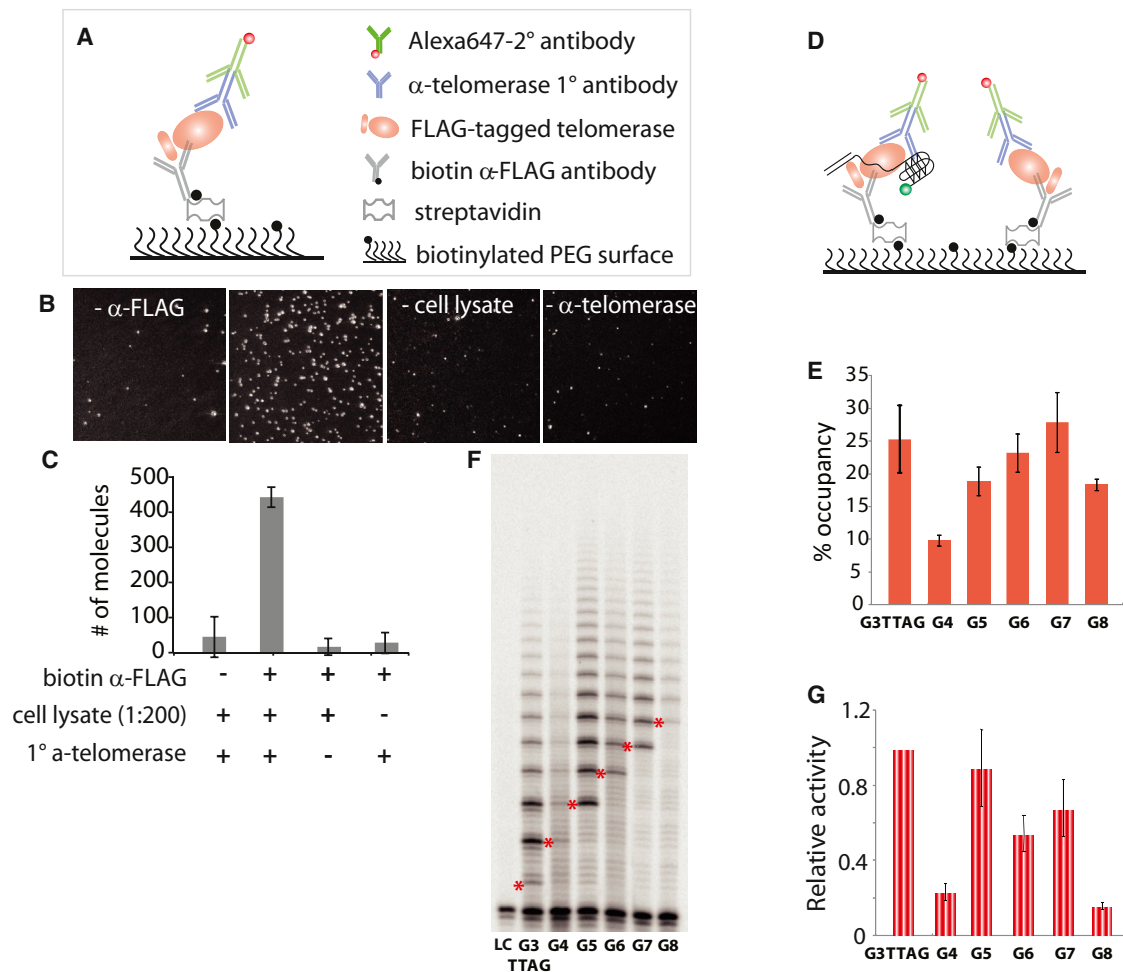 A
Alexa647-2° antibody
α-telomerase 1° antibody
FLAG-tagged telomerase
biotin α-FLAG antibody
streptavidin
biotinylated PEG surface
B
- α-FLAG
- cell lysate
- α-telomerase
C
# of molecules
500
400
300
200
100
0
biotin α-FLAG - + + +
cell lysate (1:200) + + + -
1° a-telomerase + + - +
D
E
% occupancy
35
30
25
20
15
10
5
0
G3TTAG G4 G5 G6 G7 G8
F
* * * * * *
LC G3 G4 G5 G6 G7 G8
TTAG
G
Relative activity
1.2
0.8
0.4
0
G3TTAG G4 G5 G6 G7 G8